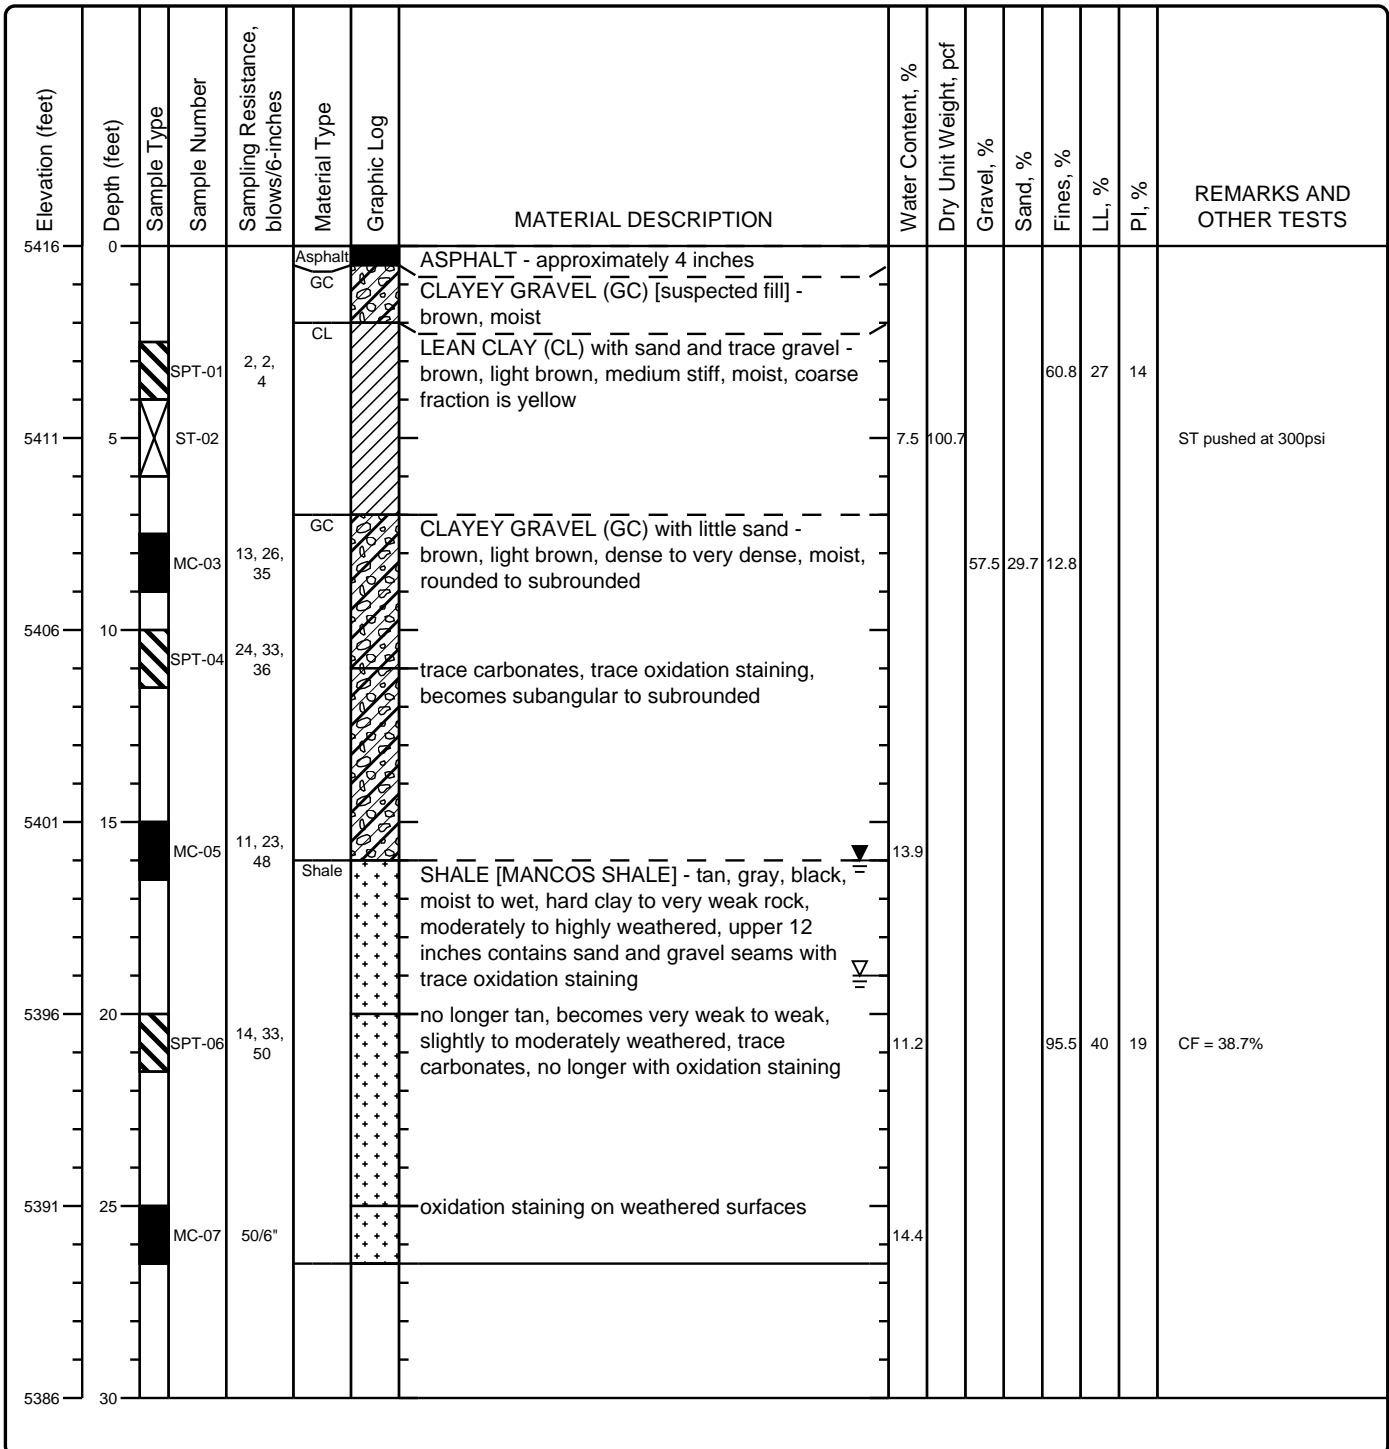 Elevation (feet)
Depth (feet)
Sample Type
Sample Number
Sampling Resistance,
blows/6-inches
Material Type
Graphic Log
MATERIAL DESCRIPTION
Water Content, %
Dry Unit Weight, pcf
Gravel, %
Sand, %
Fines, %
LL, %
PI, %
REMARKS AND
OTHER TESTS
5416
0
Asphalt
ASPHALT - approximately 4 inches
GC
CLAYEY GRAVEL (GC) [suspected fill] -
brown, moist
CL
LEAN CLAY (CL) with sand and trace gravel -
brown, light brown, medium stiff, moist, coarse
fraction is yellow
SPT-01
2, 2,
4
60.8
27
14
5411
5
ST-02
7.5
100.7
ST pushed at 300psi
GC
CLAYEY GRAVEL (GC) with little sand -
brown, light brown, dense to very dense, moist,
rounded to subrounded
MC-03
13, 26,
35
57.5
29.7
12.8
5406
10
SPT-04
24, 33,
36
trace carbonates, trace oxidation staining,
becomes subangular to subrounded
5401
15
MC-05
11, 23,
48
13.9
Shale
SHALE [MANCOS SHALE] - tan, gray, black,
moist to wet, hard clay to very weak rock,
moderately to highly weathered, upper 12
inches contains sand and gravel seams with
trace oxidation staining
5396
20
no longer tan, becomes very weak to weak,
slightly to moderately weathered, trace
carbonates, no longer with oxidation staining
SPT-06
14, 33,
50
11.2
95.5
40
19
CF = 38.7%
5391
25
oxidation staining on weathered surfaces
MC-07
50/6"
14.4
5386
30